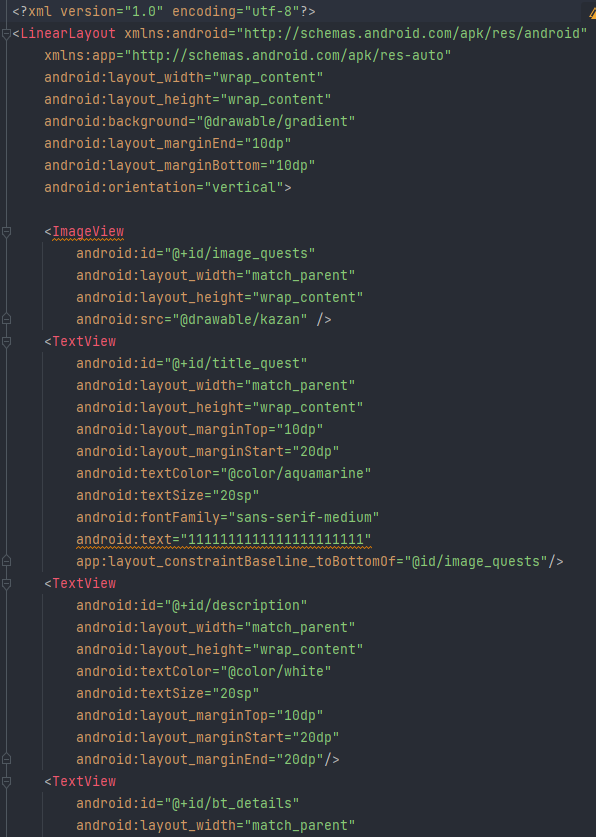 <?xml version="1.0" encoding="utf-8"?>
<LinearLayout xmlns:android="http://schemas.android.com/apk/res/android"
    xmlns:app="http://schemas.android.com/apk/res-auto"
    android:layout_width="wrap_content"
    android:layout_height="wrap_content"
    android:background="@drawable/gradient"
    android:layout_marginEnd="10dp"
    android:layout_marginBottom="10dp"
    android:orientation="vertical">

    <ImageView
        android:id="@+id/image_quests"
        android:layout_width="match_parent"
        android:layout_height="wrap_content"
        android:src="@drawable/kazan" />
    <TextView
        android:id="@+id/title_quest"
        android:layout_width="match_parent"
        android:layout_height="wrap_content"
        android:layout_marginTop="10dp"
        android:layout_marginStart="20dp"
        android:textColor="@color/aquamarine"
        android:textSize="20sp"
        android:fontFamily="sans-serif-medium"
        android:text="1111111111111111111111"
        app:layout_constraintBaseline_toBottomOf="@id/image_quests"/>
    <TextView
        android:id="@+id/description"
        android:layout_width="match_parent"
        android:layout_height="wrap_content"
        android:textColor="@color/white"
        android:textSize="20sp"
        android:layout_marginTop="10dp"
        android:layout_marginStart="20dp"
        android:layout_marginEnd="20dp"/>
    <TextView
        android:id="@+id/bt_details"
        android:layout_width="match_parent"